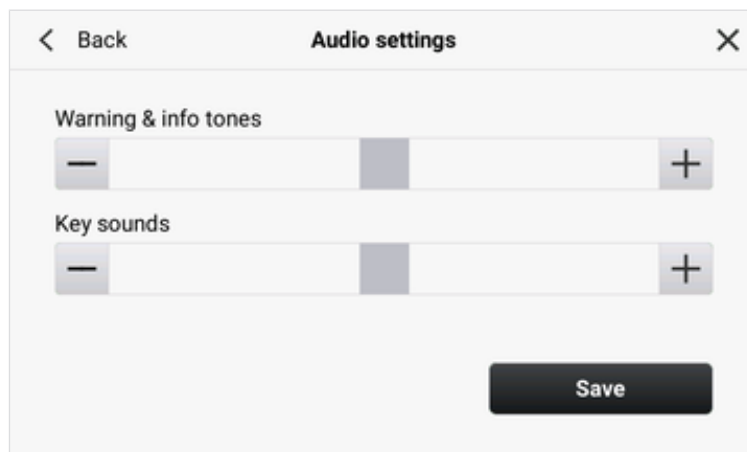 Back
Audio settings
Warning & info tones
Key sounds
Save